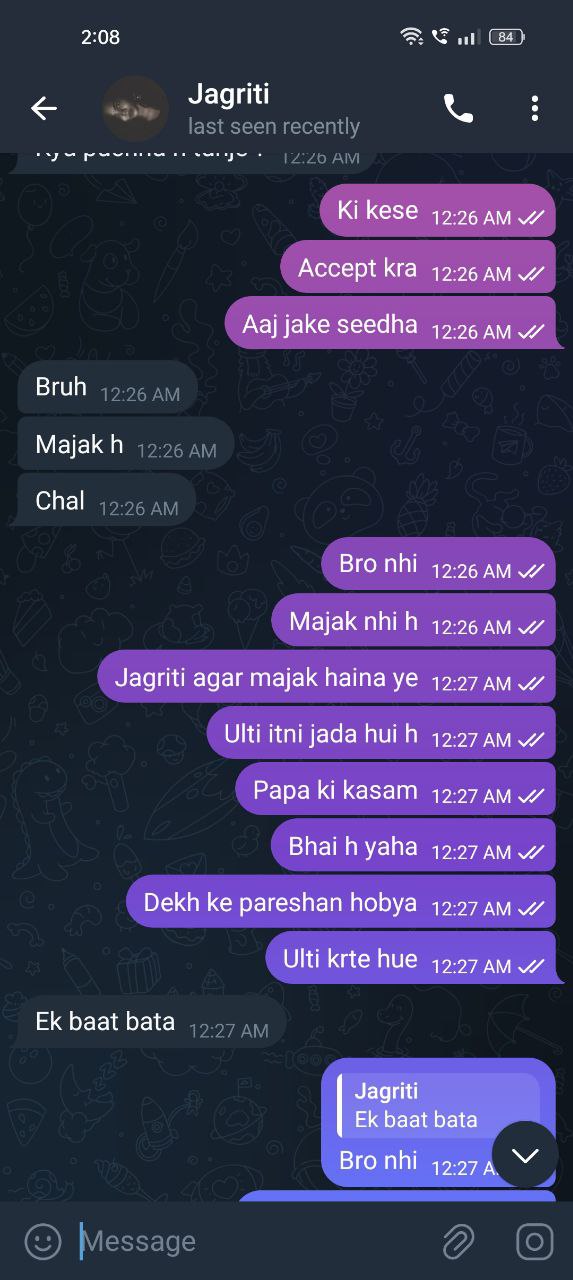 2:08
84
Jagriti
last seen recently
12:26 AM
Ki kese 12:26 AM
Accept kra 12:26 AM
Aaj jake seedha 12:26 AM
Bruh 12:26 AM
Majak h 12:26 AM
Chal 12:26 AM
Bro nhi 12:26 AM
Majak nhi h 12:26 AM
Jagriti agar majak haina ye 12:27 AM
Ulti itni jada hui h 12:27 AM
Papa ki kasam 12:27 AM
Bhai h yaha 12:27 AM
Dekh ke pareshan hobya 12:27 AM
Ulti krte hue 12:27 AM
Ek baat bata 12:27 AM
Jagriti
Ek baat bata
Bro nhi 12:27 A
Message